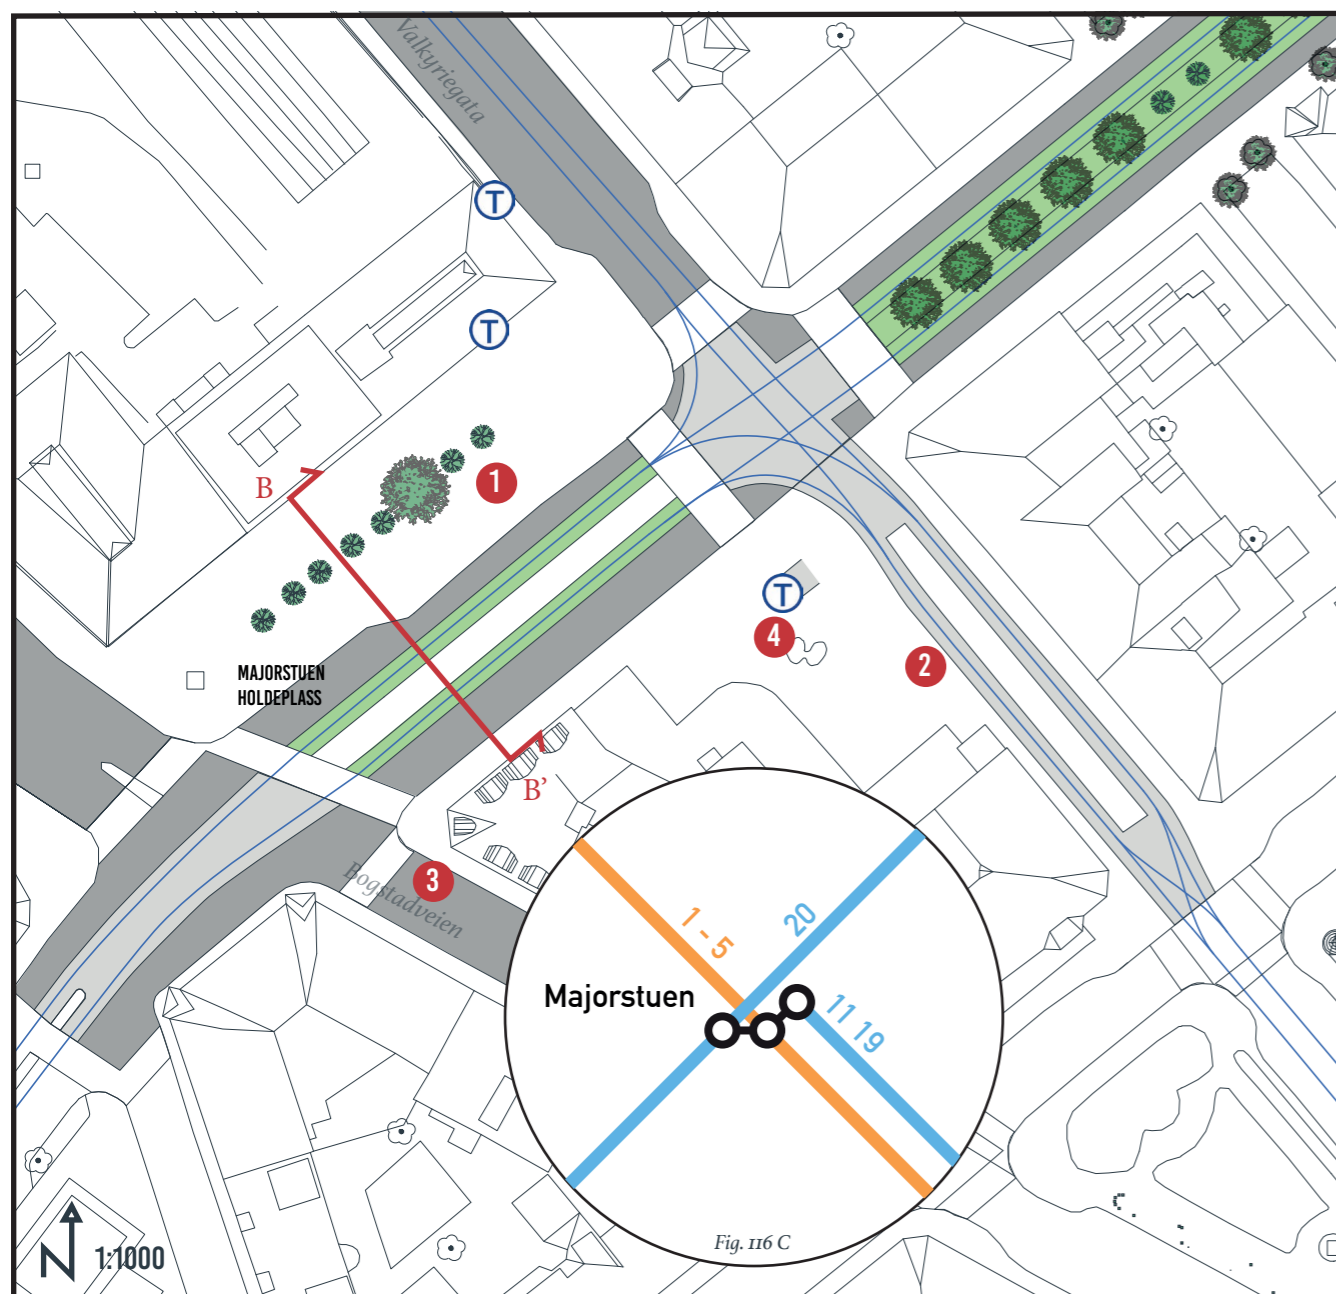 Valkyriegata
T
T
1
B
T
4
2
MAJORSTUEN
HOLDEPLASS
B’
3
Bogstadveien
1 - 5
20
Majorstuen
11 19
Fig. 116 C
N 1:1000